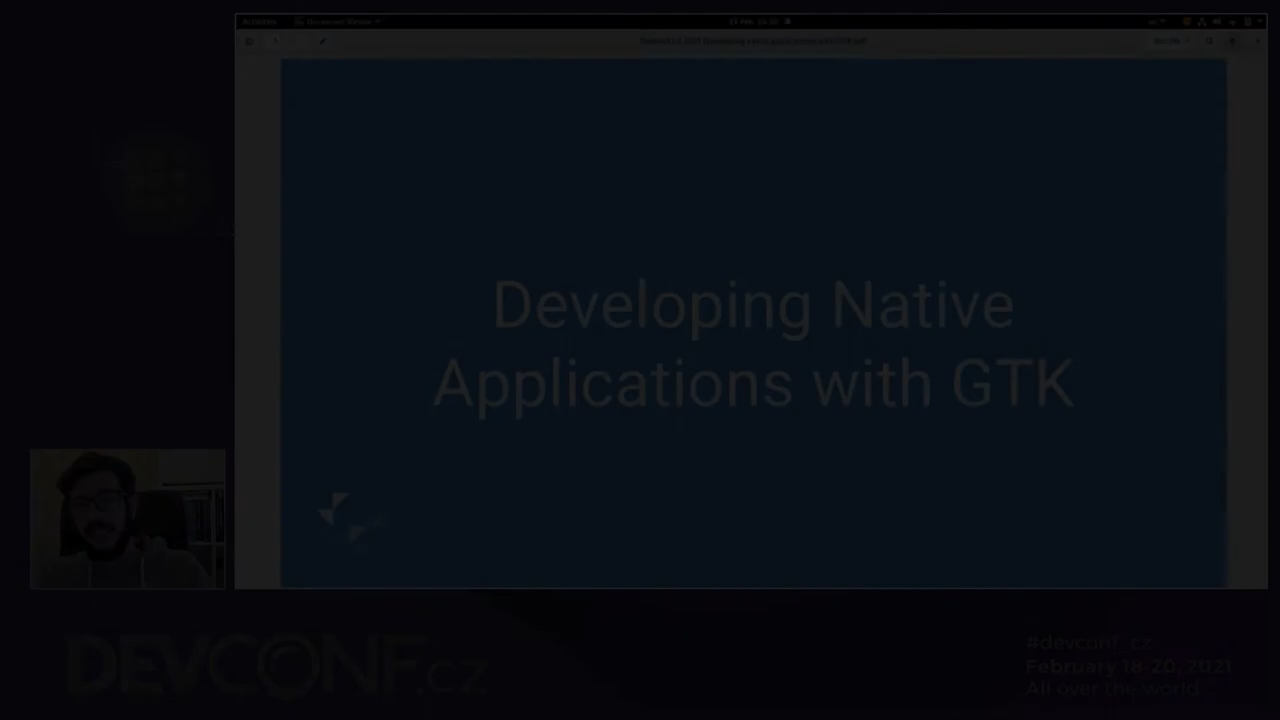 Developing Native
Applications with GTK
DEVCONF.cz
#devconf_cz
February 18-20, 2021
All over the world...